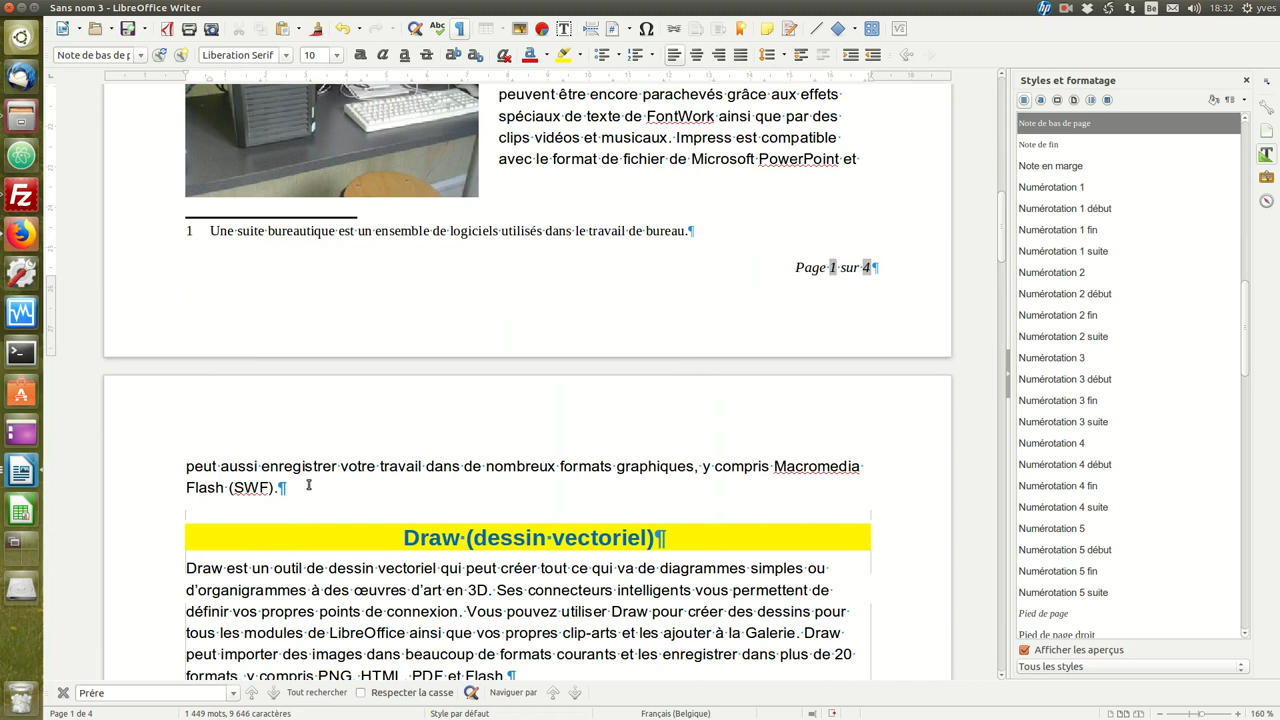 Sans nom 3 - LibreOffice Writer
Be
18:32
yves
Note de bas de p
Liberation Serif
10
peuvent être encore parachevés grâce aux effets
spéciaux de texte de FontWork ainsi que par des
clips vidéos et musicaux. Impress est compatible
avec le format de fichier de Microsoft PowerPoint et
1 Une suite bureautique est un ensemble de logiciels utilisés dans le travail de bureau.¶
Page 1 sur 4¶
peut aussi enregistrer votre travail dans de nombreux formats graphiques, y compris Macromedia
Flash (SWF).¶
Draw (dessin vectoriel)¶
Draw est un outil de dessin vectoriel qui peut créer tout ce qui va de diagrammes simples ou
d'organigrammes à des œuvres d'art en 3D. Ses connecteurs intelligents vous permettent de
définir vos propres points de connexion. Vous pouvez utiliser Draw pour créer des dessins pour
tous les modules de LibreOffice ainsi que vos propres clip-arts et les ajouter à la Galerie. Draw
peut importer des images dans beaucoup de formats courants et les enregistrer dans plus de 20
formats, y compris PNG, HTML, PDF et Flash.¶
Styles et formatage
Note de bas de page
Note de fin
Note en marge
Numérotation 1
Numérotation 1 début
Numérotation 1 fin
Numérotation 1 suite
Numérotation 2
Numérotation 2 début
Numérotation 2 fin
Numérotation 2 suite
Numérotation 3
Numérotation 3 début
Numérotation 3 fin
Numérotation 3 suite
Numérotation 4
Numérotation 4 début
Numérotation 4 fin
Numérotation 4 suite
Numérotation 5
Numérotation 5 début
Numérotation 5 fin
Numérotation 5 suite
Pied de page
Pied de page droit
Afficher les aperçus
Tous les styles
Prére
Tout rechercher
Respecter la casse
Naviguer par
Page 1 de 4
1 449 mots, 9 646 caractères
Style par défaut
Français (Belgique)
160 %